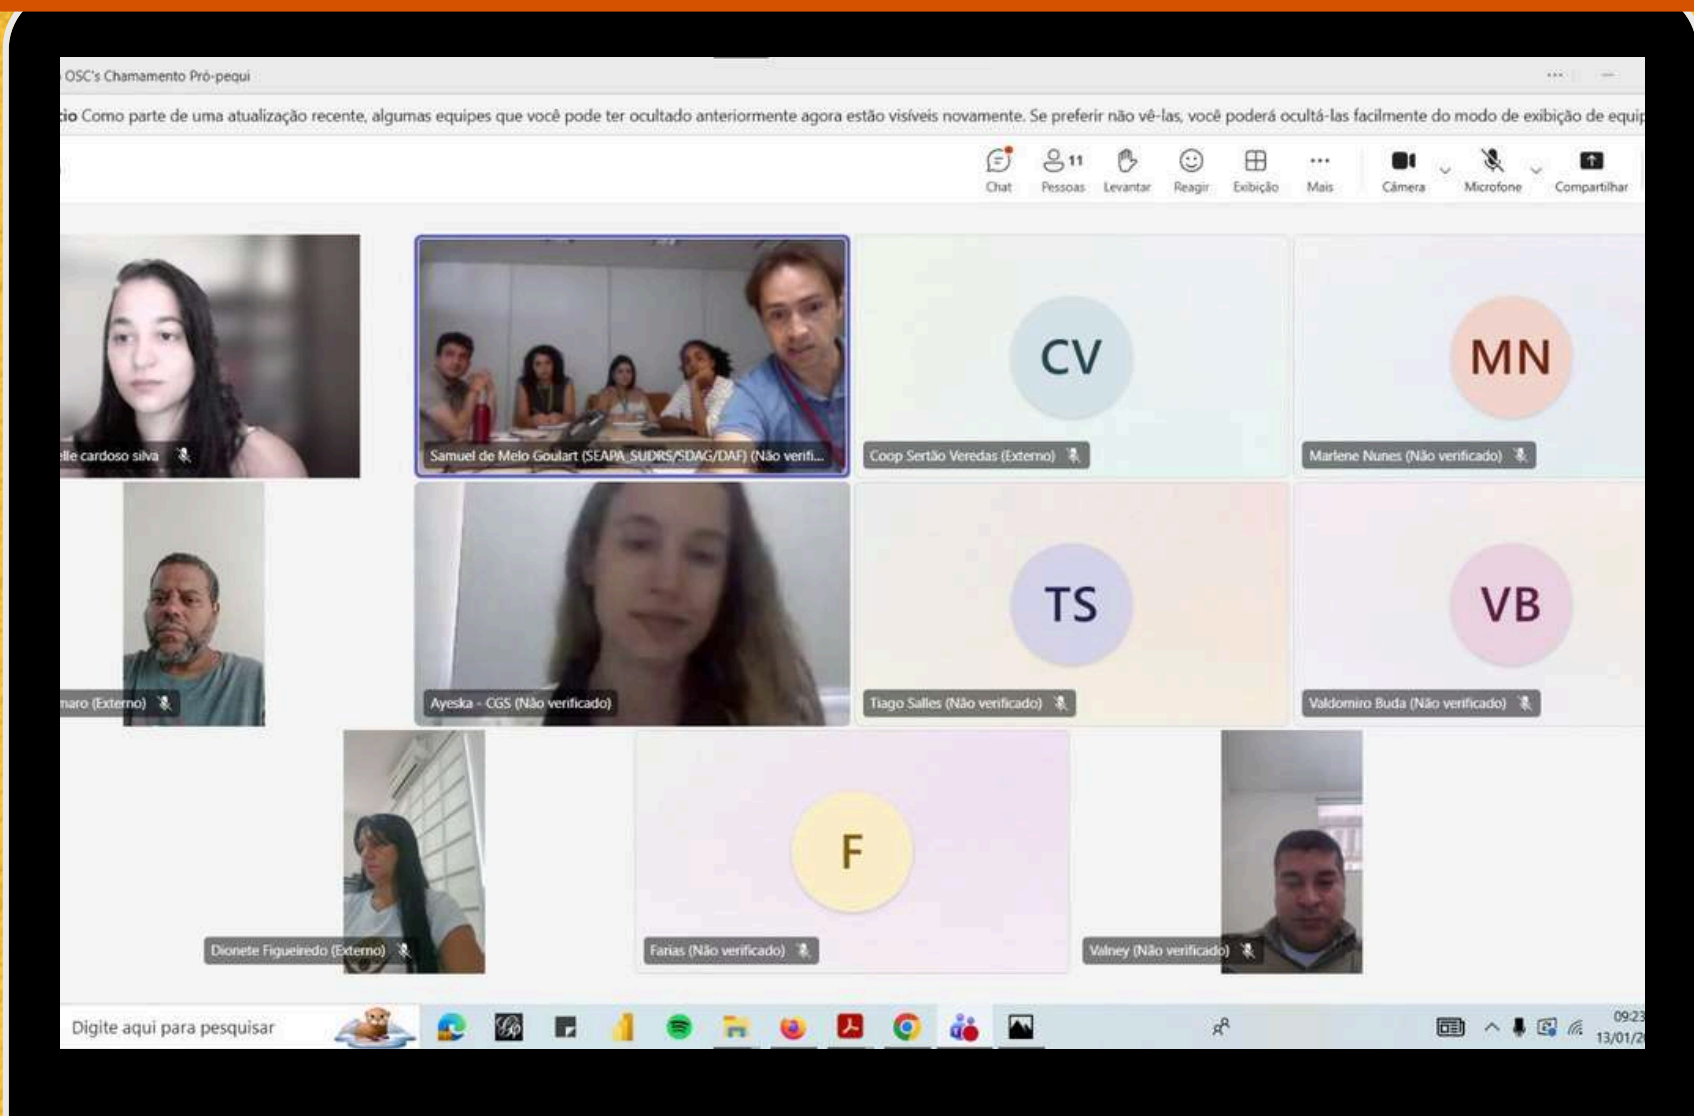 OSC's Chamamento Pró-pequi
cio Como parte de uma atualização recente, algumas equipes que você pode ter ocultado anteriormente agora estão visíveis novamente. Se preferir não vê-las, você poderá ocultá-las facilmente do modo de exibição de equip
11
Chat Pessoas Levantar Reagir Exibição Mais Câmera Microfone Compartilhar
CV
MN
elle cardoso silva
Samuel de Melo Goulart (SEAPA_SUDRS/SDAG/DAF) (Não verifi...
Coop Sertão Veredas (Externo)
Marlene Nunes (Não verificado)
TS
VB
maro (Externo)
Ayeska - CGS (Não verificado)
Tiago Salles (Não verificado)
Valdomiro Buda (Não verificado)
F
Dionete Figueiredo (Externo)
Farias (Não verificado)
Valney (Não verificado)
Digite aqui para pesquisar
09:23
13/01/2